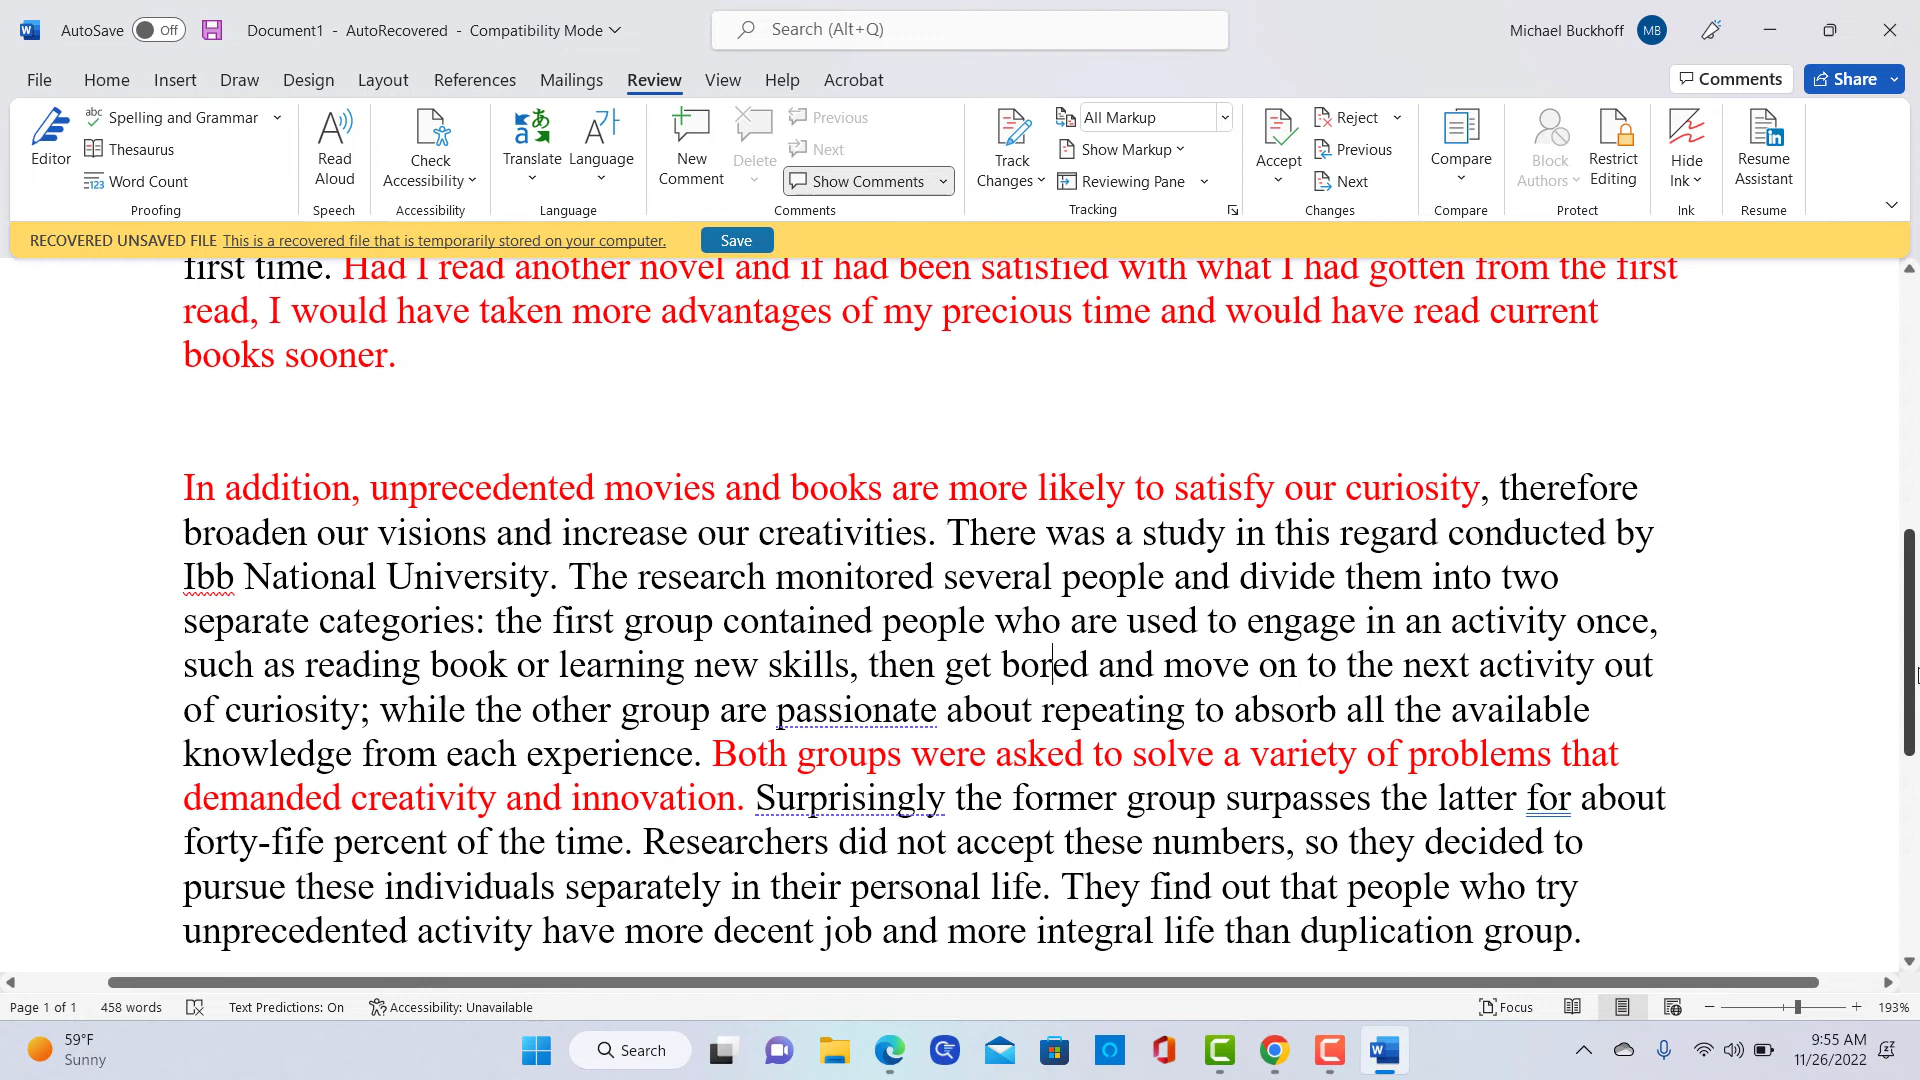 AutoSave Off Document1 - AutoRecovered - Compatibility Mode Search (Alt+Q) Michael Buckhoff MB
File Home Insert Draw Design Layout References Mailings Review View Help Acrobat Comments Share
Editor
abc Spelling and Grammar
Thesaurus
123 Word Count
Proofing
Read Aloud
Speech
Check Accessibility
Accessibility
Translate
Language
Language
New Comment
Delete
Previous
Next
Show Comments
Comments
Track Changes
All Markup
Show Markup
Reviewing Pane
Tracking
Accept
Reject
Previous
Next
Changes
Compare
Compare
Block Authors
Restrict Editing
Protect
Hide Ink
Ink
Resume Assistant
Resume
RECOVERED UNSAVED FILE This is a recovered file that is temporarily stored on your computer. Save
first time. Had I read another novel and if had been satisfied with what I had gotten from the first
read, I would have taken more advantages of my precious time and would have read current
books sooner.
In addition, unprecedented movies and books are more likely to satisfy our curiosity, therefore
broaden our visions and increase our creativities. There was a study in this regard conducted by
Ibb National University. The research monitored several people and divide them into two
separate categories: the first group contained people who are used to engage in an activity once,
such as reading book or learning new skills, then get bored and move on to the next activity out
of curiosity; while the other group are passionate about repeating to absorb all the available
knowledge from each experience. Both groups were asked to solve a variety of problems that
demanded creativity and innovation. Surprisingly the former group surpasses the latter for about
forty-fife percent of the time. Researchers did not accept these numbers, so they decided to
pursue these individuals separately in their personal life. They find out that people who try
unprecedented activity have more decent job and more integral life than duplication group.
Page 1 of 1 458 words Text Predictions: On Accessibility: Unavailable Focus 193%
59°F
Sunny
Search
9:55 AM
11/26/2022